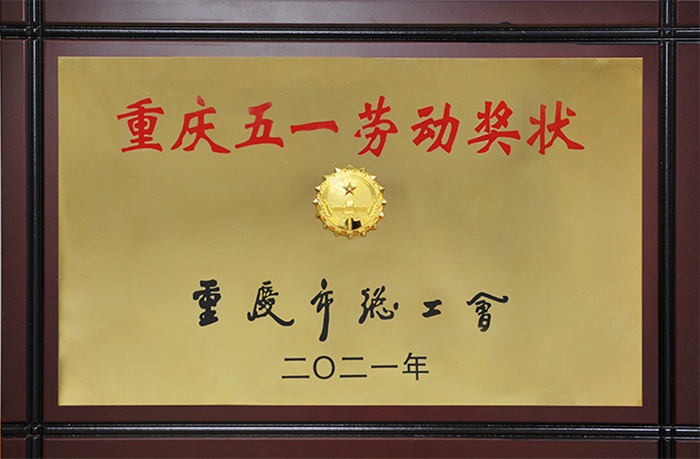 重庆五一劳动奖状
重慶市總工會
二〇二一年